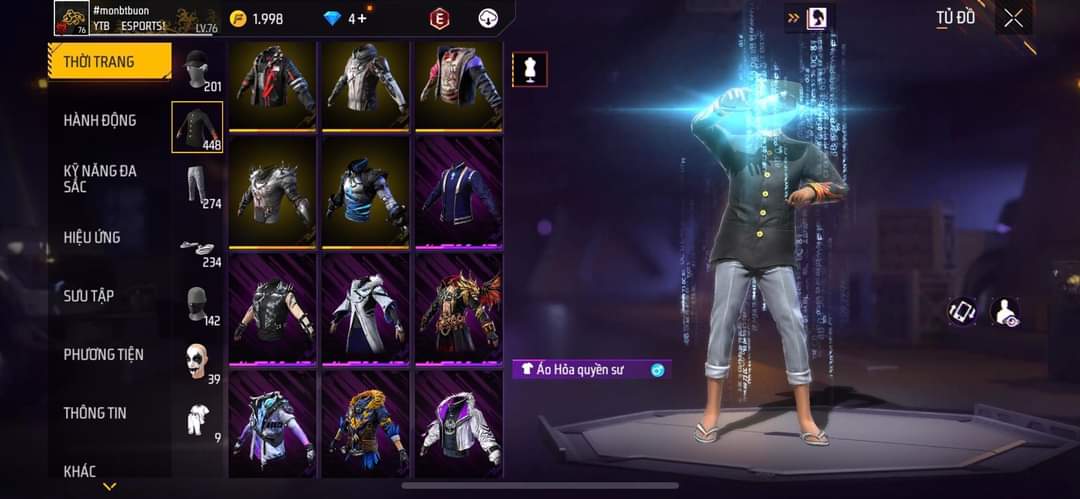 #monbtbuon
YTB ESPORTS!
LV.76
76
1.998
4+
E
TỦ ĐỒ
THỜI TRANG
HÀNH ĐỘNG
KỸ NĂNG ĐA
SẮC
HIỆU ỨNG
SƯU TẬP
PHƯƠNG TIỆN
THÔNG TIN
KHÁC
201
448
274
234
142
39
9
Áo Hỏa quyền sư